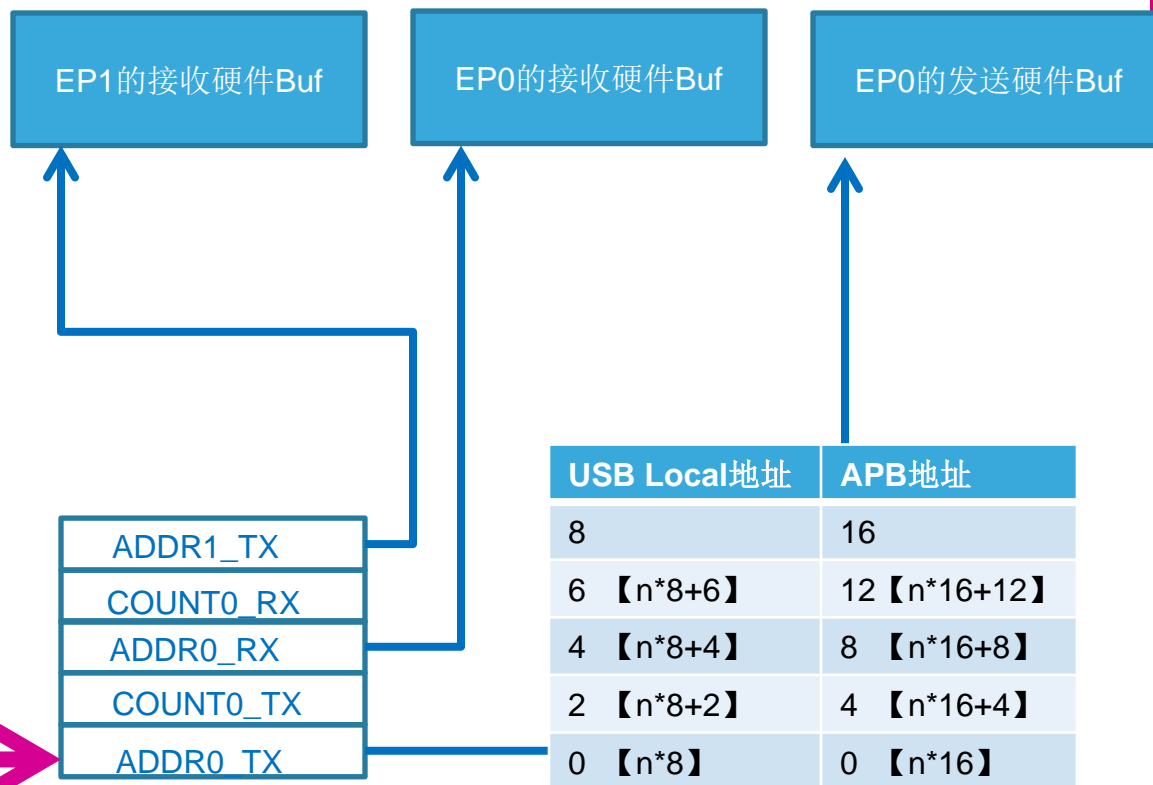 EP1的接收硬件Buf
EP0的接收硬件Buf
EP0的发送硬件Buf
ADDR1_TX
COUNT0_RX
ADDR0_RX
COUNT0_TX
ADDR0_TX
USB Local地址 APB地址
8 16
6 【n*8+6】 12【n*16+12】
4 【n*8+4】 8 【n*16+8】
2 【n*8+2】 4 【n*16+4】
0 【n*8】 0 【n*16】